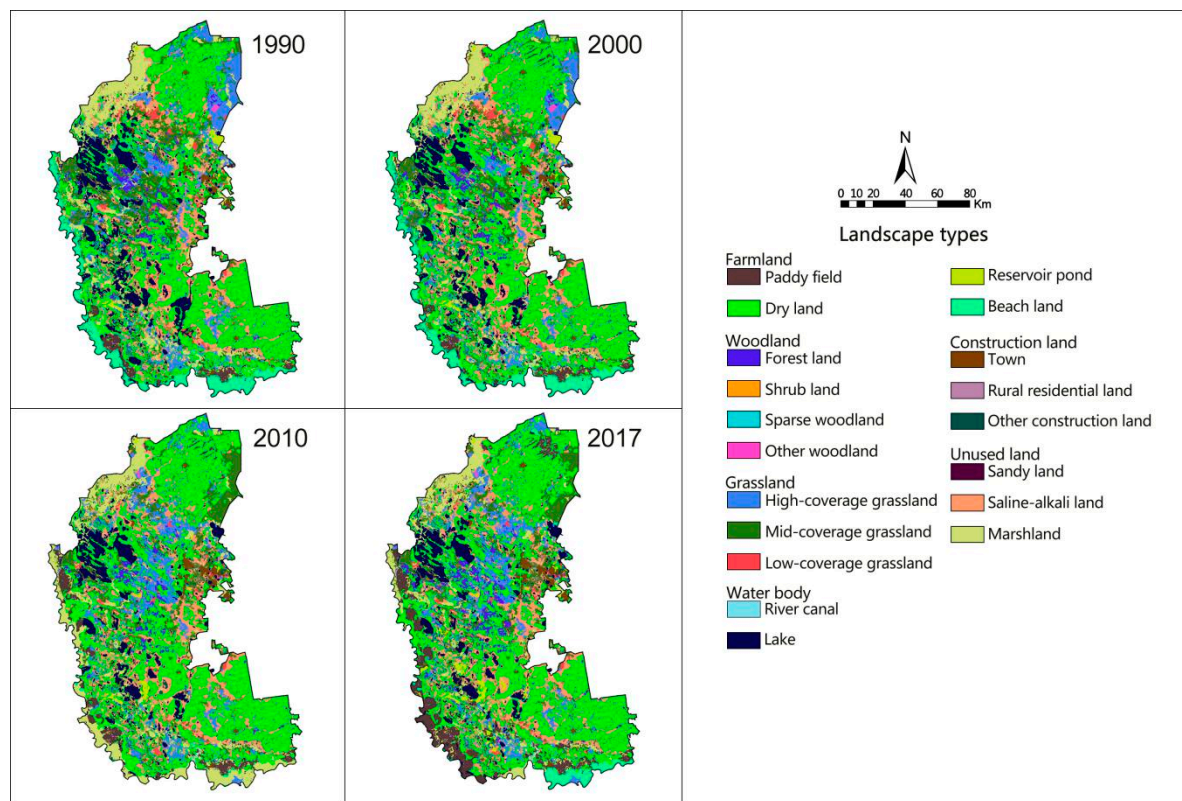 1990
2000
2010
2017
N
0 10 20 40 60 80
Km
Landscape types
Farmland
Paddy field
Dry land
Woodland
Forest land
Shrub land
Sparse woodland
Other woodland
Grassland
High-coverage grassland
Mid-coverage grassland
Low-coverage grassland
Water body
River canal
Lake
Reservoir pond
Beach land
Construction land
Town
Rural residential land
Other construction land
Unused land
Sandy land
Saline-alkali land
Marshland